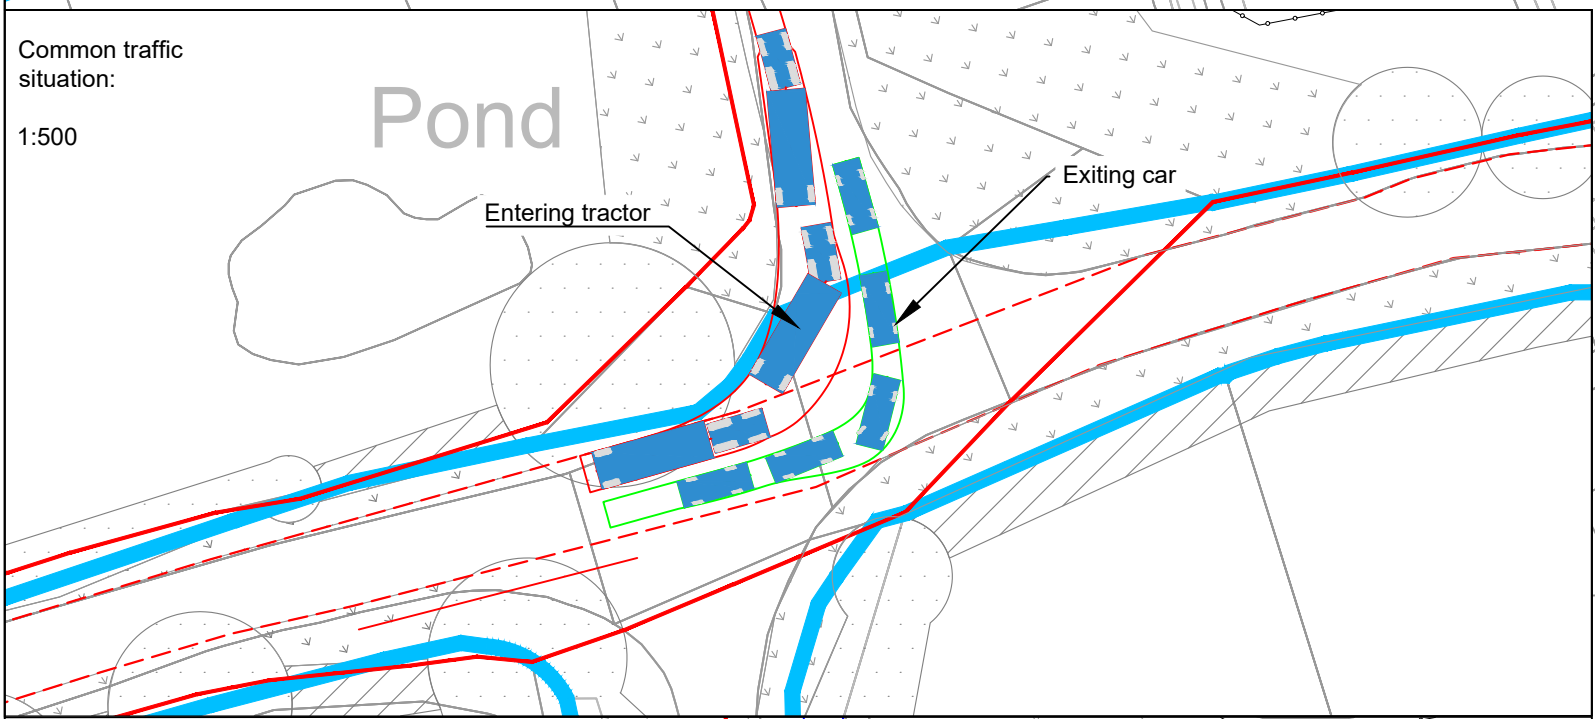 Common traffic
situation:
1:500
Pond
Entering tractor
Exiting car